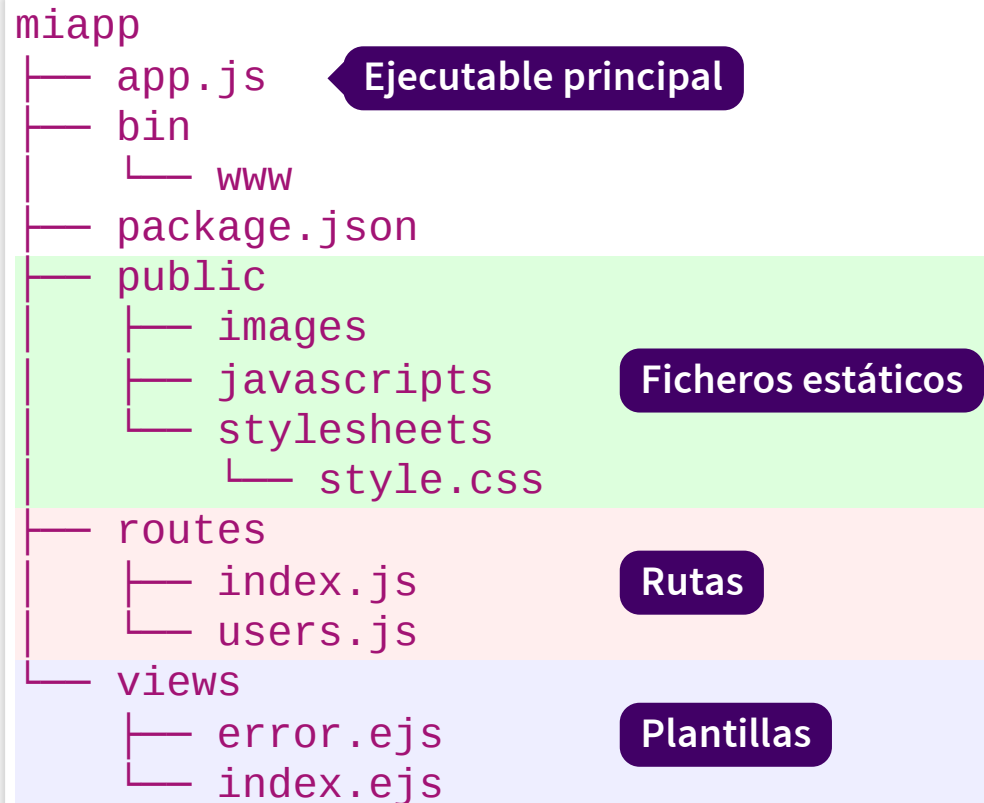 miapp
├── app.js Ejecutable principal
├── bin
│   └── www
├── package.json
├── public
│   ├── images
│   ├── javascripts Ficheros estáticos
│   └── stylesheets
│       └── style.css
├── routes
│   ├── index.js Rutas
│   └── users.js
└── views
    ├── error.ejs Plantillas
    └── index.ejs